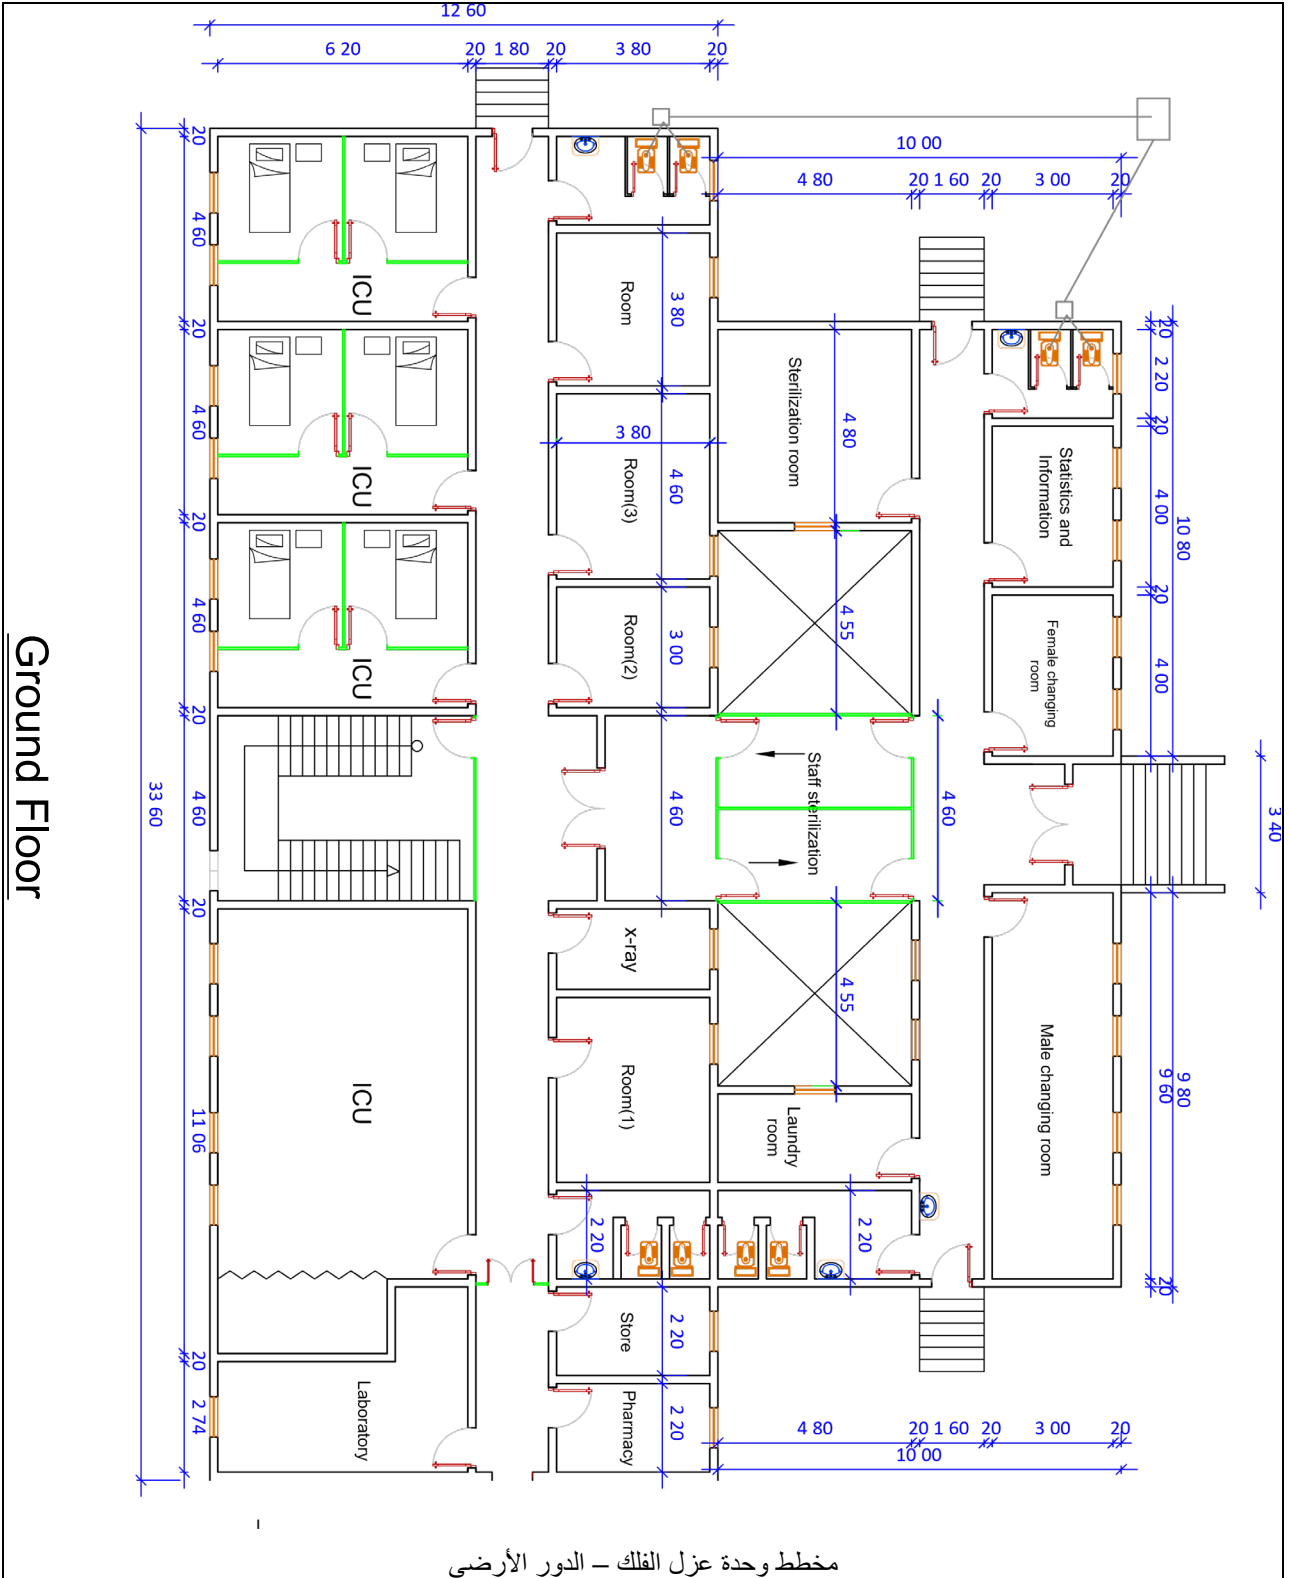 12 60
6 20
20
1 80
20
3 80
20
10 00
4 80
20
1 60
20
3 00
20
20
4 60
20
4 60
20
4 60
20
4 60
20
11 06
20
2 74
33 60
ICU
ICU
ICU
ICU
Laboratory
Room
3 80
3 80
Room(3)
4 60
Room(2)
3 00
4 60
x-ray
Room(1)
2 20
Store
2 20
Pharmacy
2 20
Sterilization room
4 80
4 55
Staff sterilization
4 60
4 55
Laundry
room
2 20
20
2 20
20
Statistics and
Information
4 00
10 80
20
Female changing
room
4 00
3 40
Male changing room
9 60
9 80
20
4 80
20
1 60
20
3 00
20
10 00
Ground Floor
مخطط وحدة عزل الفلك – الدور الأرضي